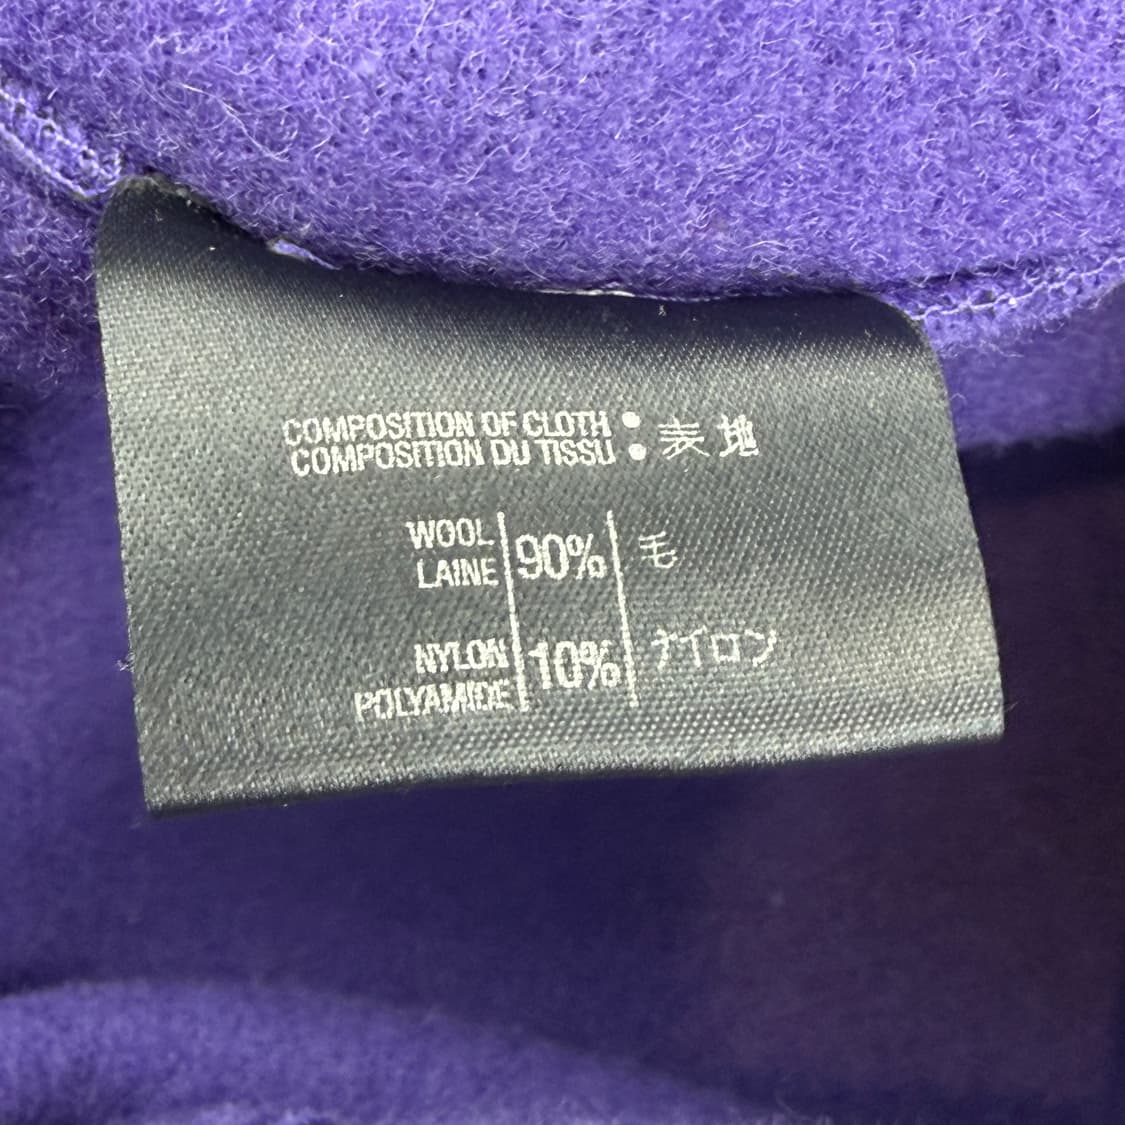 COMPOSITION OF CLOTH : 表地
COMPOSITION DU TISSU :
WOOL
LAINE 90% 毛
NYLON
POLYAMIDE 10% ナイロン